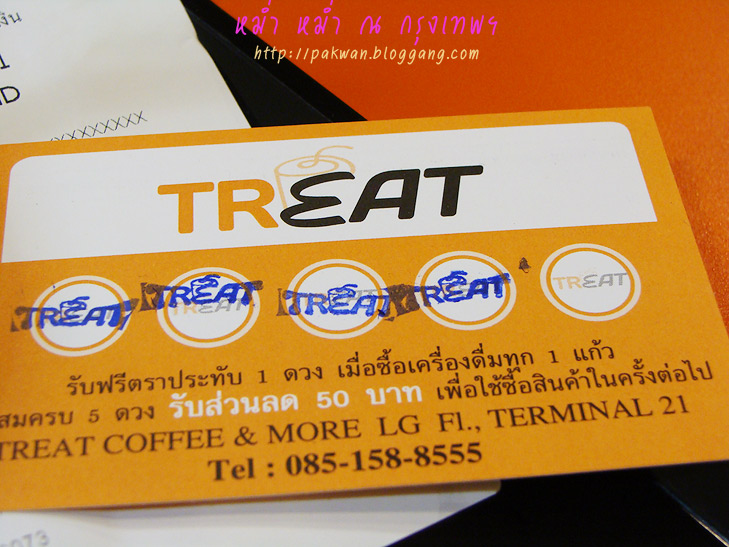 หม่ำ หม่ำ ณ กรุงเทพฯ
http://pakwan.bloggang.com
งิน
1
ND
XXXXXXXXX
TREAT
TREAT TREAT TREAT TREAT TREAT
รับฟรีตราประทับ 1 ดวง เมื่อซื้อเครื่องดื่มทุก 1 แก้ว
สมครบ 5 ดวง รับส่วนลด 50 บาท เพื่อใช้ซื้อสินค้าในครั้งต่อไป
TREAT COFFEE & MORE LG Fl., TERMINAL 21
Tel : 085-158-8555